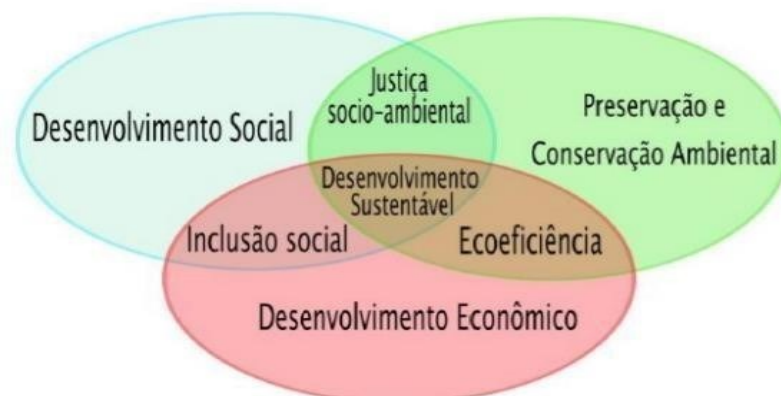 Justiça
socio-ambiental
Desenvolvimento Social
Preservação e
Conservação Ambiental
Desenvolvimento
Sustentável
Inclusão social
Ecoeficiência
Desenvolvimento Econômico